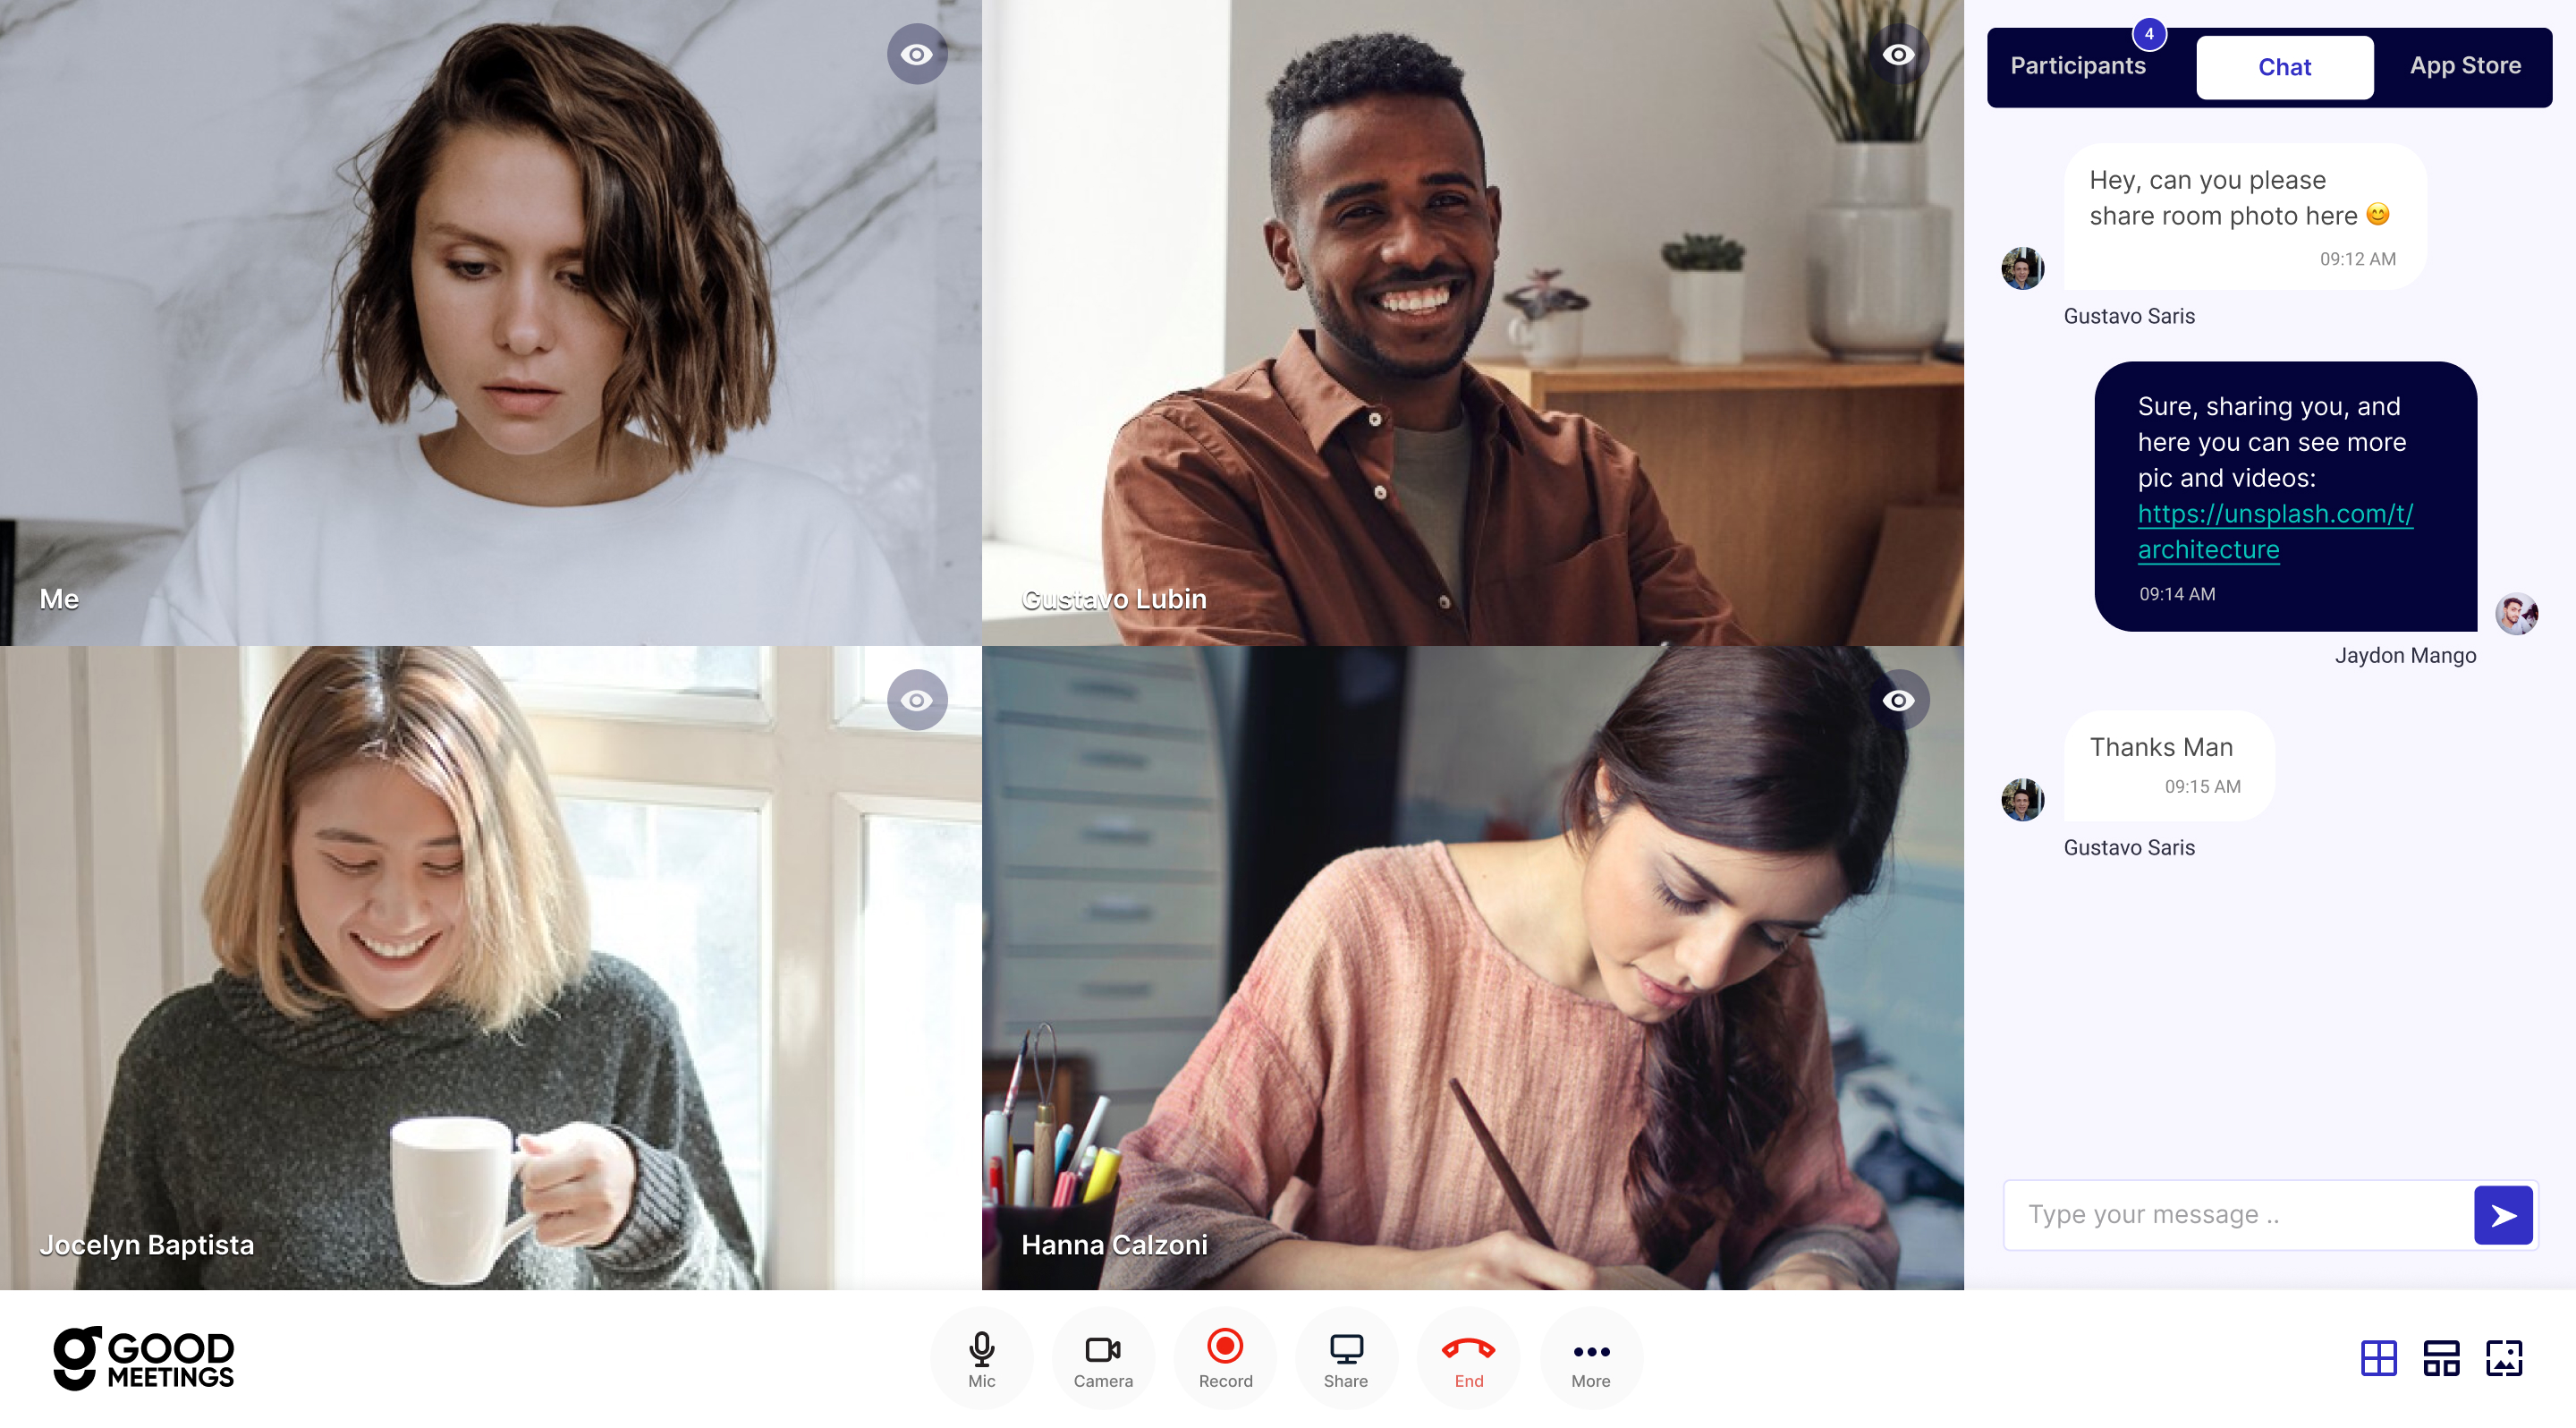 Me
Gustavo Lubin
Jocelyn Baptista
Hanna Calzoni
Participants
4
Chat
App Store
Hey, can you please
share room photo here 😊
09:12 AM
Gustavo Saris
Sure, sharing you, and
here you can see more
pic and videos:
https://unsplash.com/t/
architecture
09:14 AM
Jaydon Mango
Thanks Man
09:15 AM
Gustavo Saris
Type your message ..
GOOD
MEETINGS
Mic
Camera
Record
Share
End
More